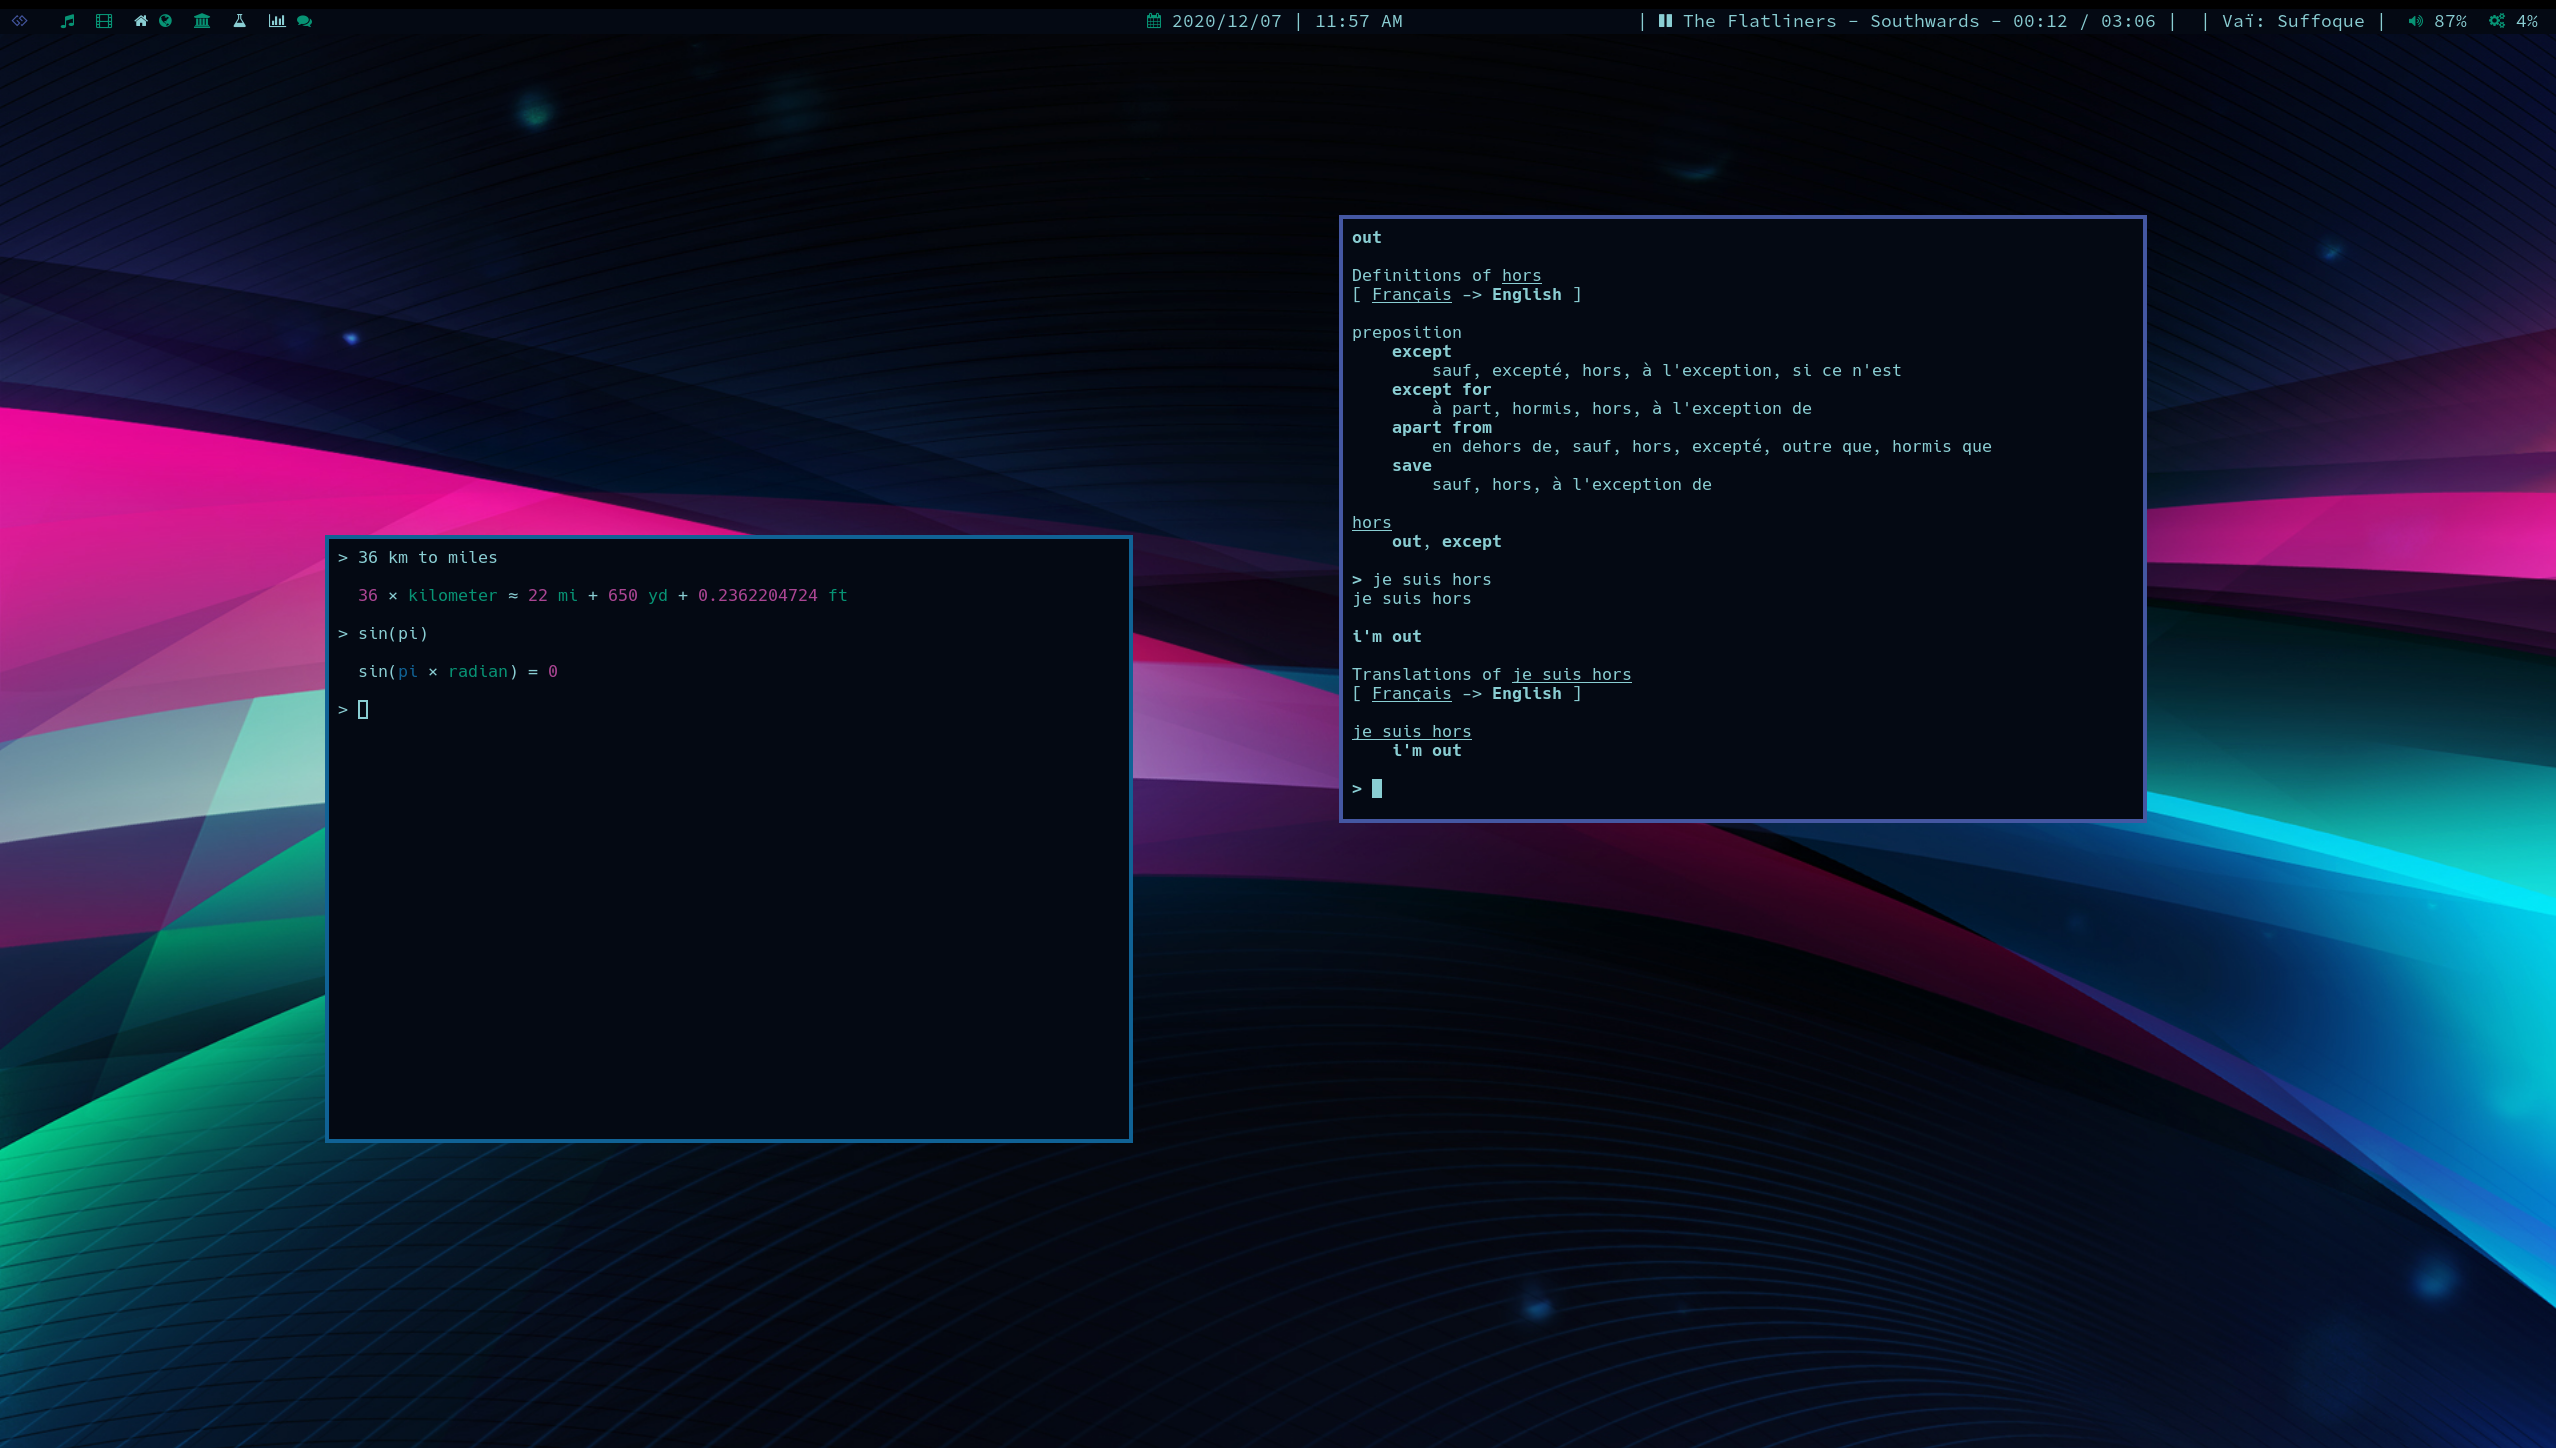 2020/12/07 | 11:57 AM
| The Flatliners - Southwards - 00:12 / 03:06 | | Vaï: Suffoque | 87% 4%
> 36 km to miles
36 × kilometer ≈ 22 mi + 650 yd + 0.2362204724 ft
> sin(pi)
sin(pi × radian) = 0
>
out
Definitions of hors
[ Français -> English ]
preposition
except
sauf, excepté, hors, à l'exception, si ce n'est
except for
à part, hormis, hors, à l'exception de
apart from
en dehors de, sauf, hors, excepté, outre que, hormis que
save
sauf, hors, à l'exception de
hors
out, except
> je suis hors
je suis hors
i'm out
Translations of je suis hors
[ Français -> English ]
je suis hors
i'm out
>